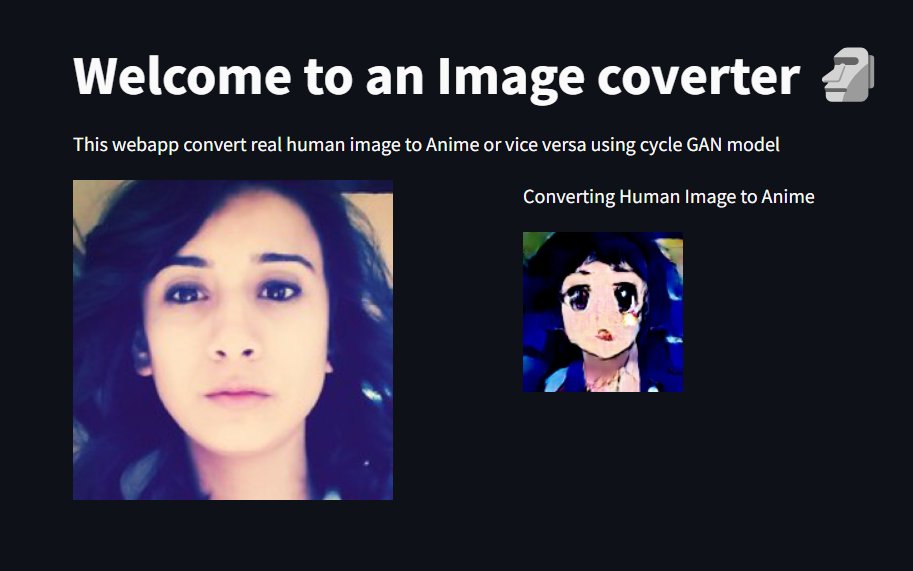 Welcome to an Image coverter 🗿
This webapp convert real human image to Anime or vice versa using cycle GAN model
Converting Human Image to Anime